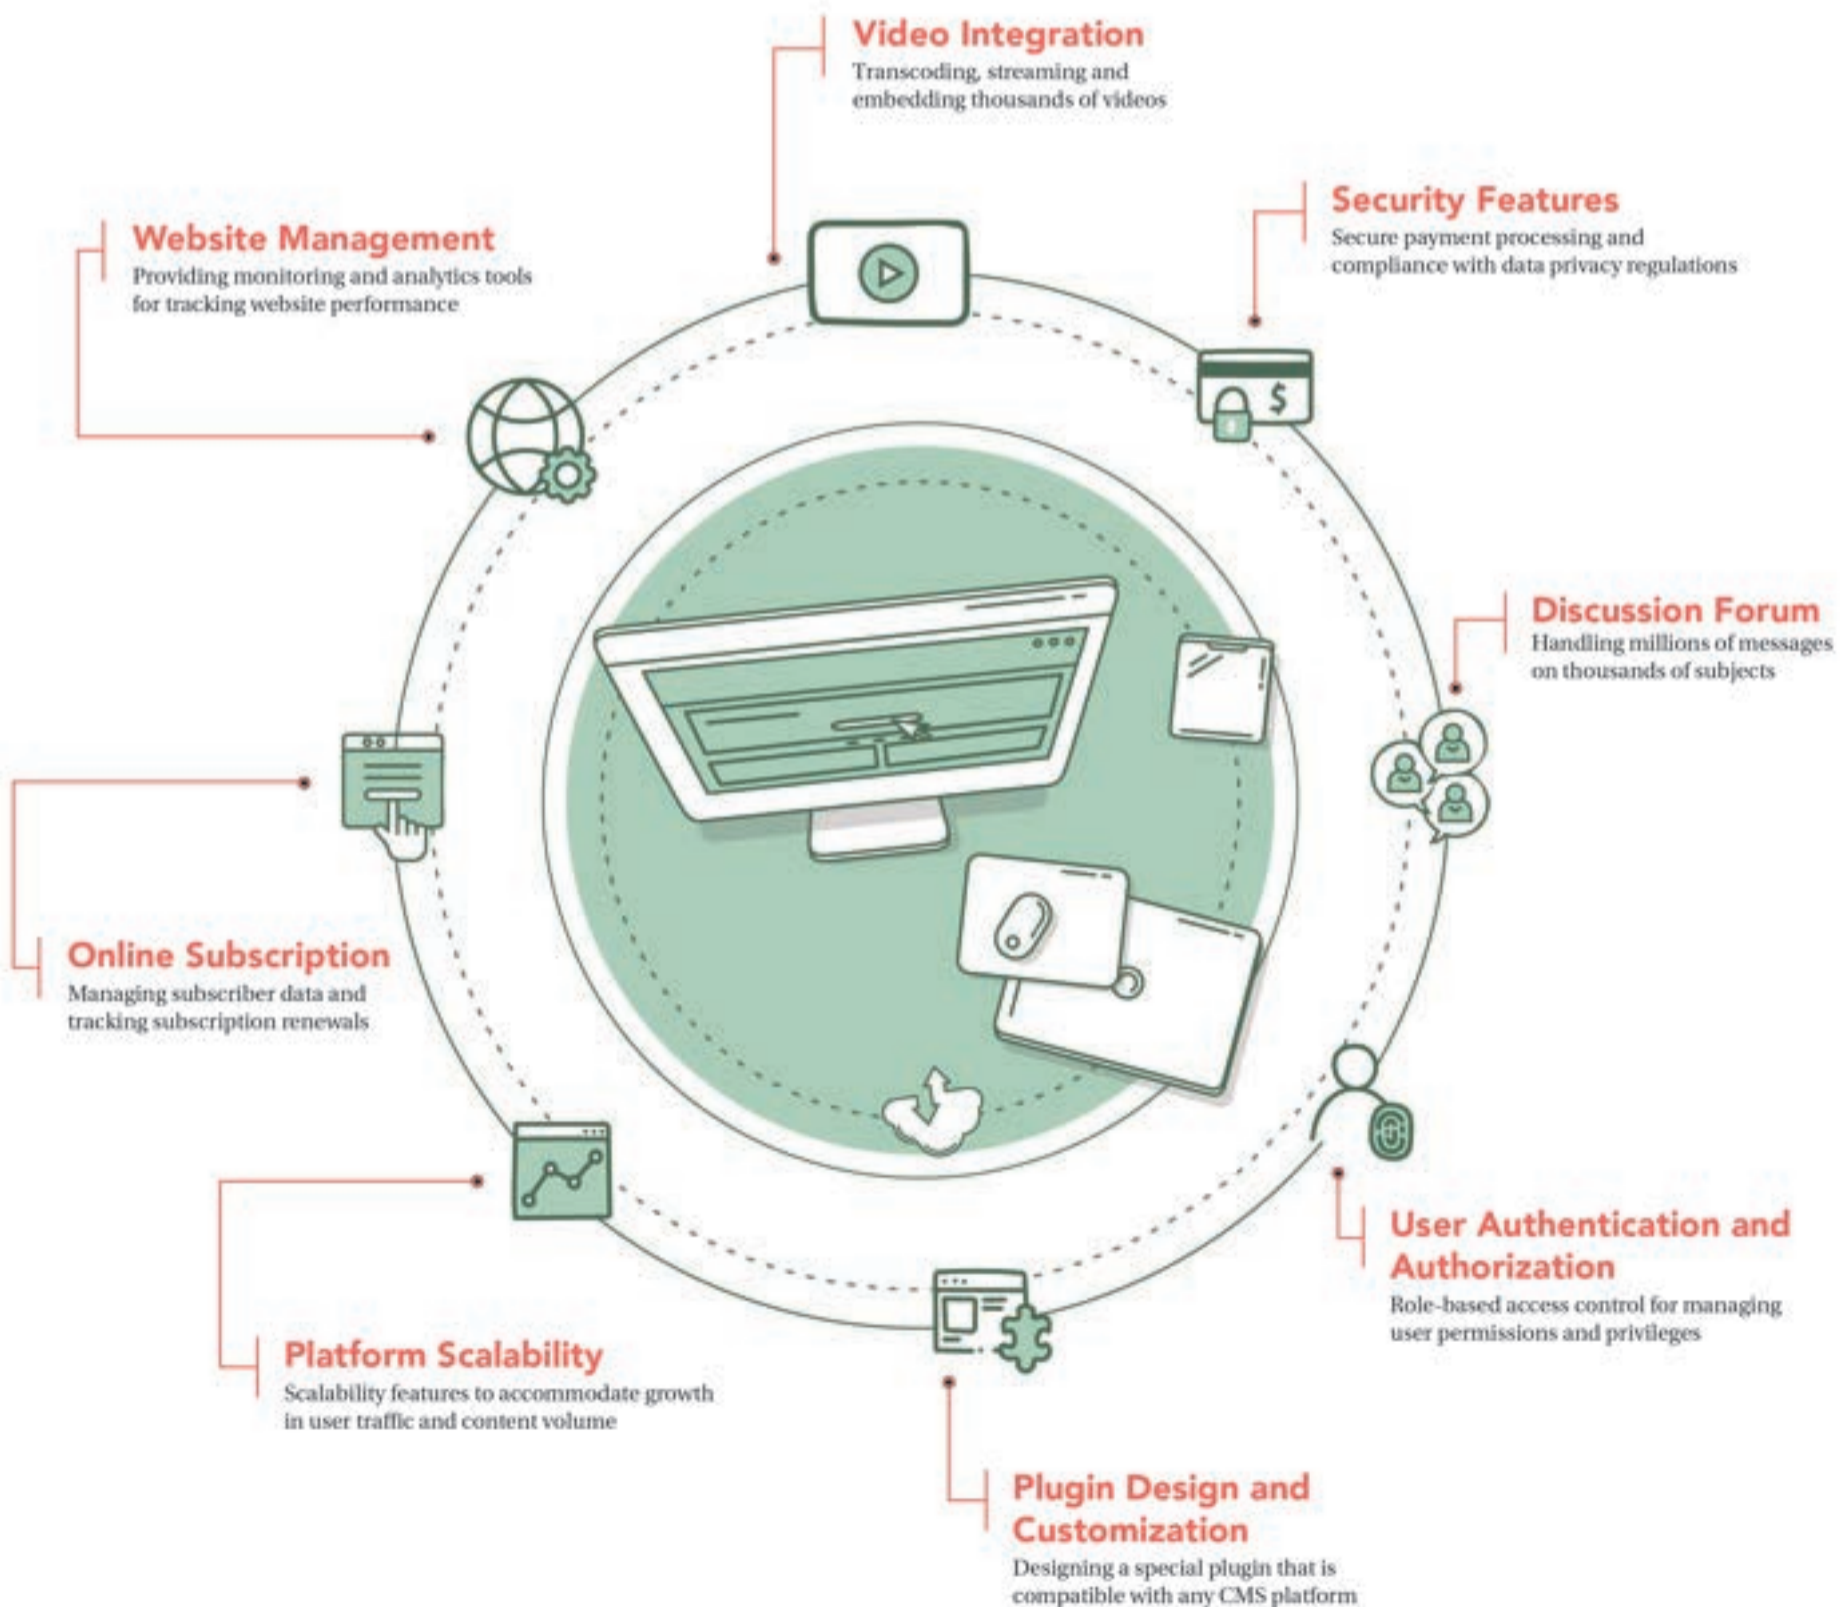 Video Integration
Transcoding, streaming and
embedding thousands of videos
Security Features
Secure payment processing and
compliance with data privacy regulations
Website Management
Providing monitoring and analytics tools
for tracking website performance
$
Discussion Forum
Handling millions of messages
on thousands of subjects
Online Subscription
Managing subscriber data and
tracking subscription renewals
User Authentication and
Authorization
Role-based access control for managing
user permissions and privileges
Platform Scalability
Scalability features to accommodate growth
in user traffic and content volume
Plugin Design and
Customization
Designing a special plugin that is
compatible with any CMS platform